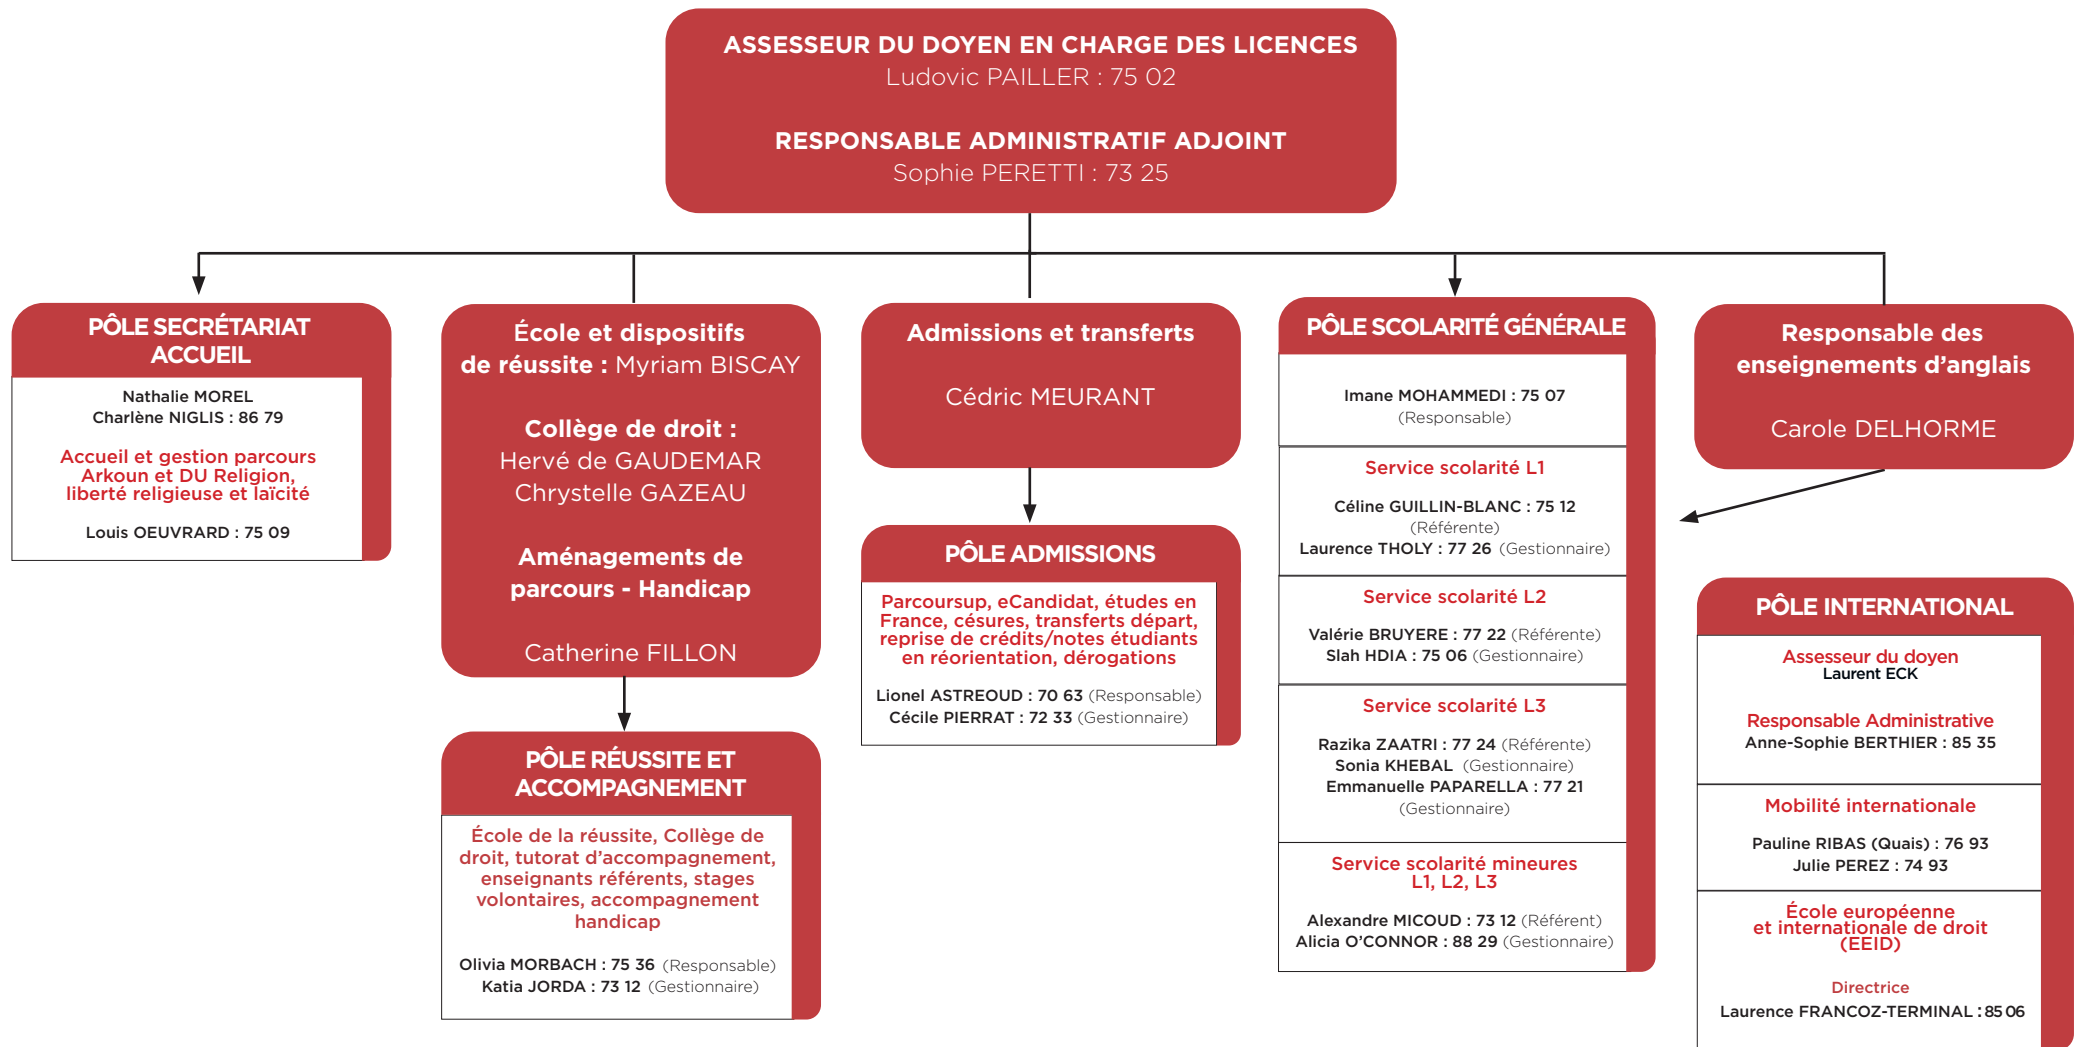 ASSESSEUR DU DOYEN EN CHARGE DES LICENCES
Ludovic PAILLER : 75 02
RESPONSABLE ADMINISTRATIF ADJOINT
Sophie PERETTI : 73 25
PÔLE SECRÉTARIAT
ACCUEIL
Nathalie MOREL
Charlène NIGLIS : 86 79
Accueil et gestion parcours
Arkoun et DU Religion,
liberté religieuse et laïcité
Louis OEUVRARD : 75 09
École et dispositifs
de réussite : Myriam BISCAY
Collège de droit :
Hervé de GAUDEMAR
Chrystelle GAZEAU
Aménagements de
parcours - Handicap
Catherine FILLON
PÔLE RÉUSSITE ET
ACCOMPAGNEMENT
École de la réussite, Collège de
droit, tutorat d'accompagnement,
enseignants référents, stages
volontaires, accompagnement
handicap
Olivia MORBACH : 75 36 (Responsable)
Katia JORDA : 73 12 (Gestionnaire)
Admissions et transferts
Cédric MEURANT
PÔLE ADMISSIONS
Parcoursup, eCandidat, études en
France, césures, transferts départ,
reprise de crédits/notes étudiants
en réorientation, dérogations
Lionel ASTREOUD : 70 63 (Responsable)
Cécile PIERRAT : 72 33 (Gestionnaire)
PÔLE SCOLARITÉ GÉNÉRALE
Imane MOHAMMEDI : 75 07
(Responsable)
Service scolarité L1
Céline GUILLIN-BLANC : 75 12
(Référente)
Laurence THOLY : 77 26 (Gestionnaire)
Service scolarité L2
Valérie BRUYERE : 77 22 (Référente)
Slah HDIA : 75 06 (Gestionnaire)
Service scolarité L3
Razika ZAATRI : 77 24 (Référente)
Sonia KHEBAL (Gestionnaire)
Emmanuelle PAPARELLA : 77 21
(Gestionnaire)
Service scolarité mineures
L1, L2, L3
Alexandre MICOUD : 73 12 (Référent)
Alicia O'CONNOR : 88 29 (Gestionnaire)
Responsable des
enseignements d'anglais
Carole DELHORME
PÔLE INTERNATIONAL
Assesseur du doyen
Laurent ECK
Responsable Administrative
Anne-Sophie BERTHIER : 85 35
Mobilité internationale
Pauline RIBAS (Quais) : 76 93
Julie PEREZ : 74 93
École européenne
et internationale de droit
(EEID)
Directrice
Laurence FRANCOZ-TERMINAL : 85 06